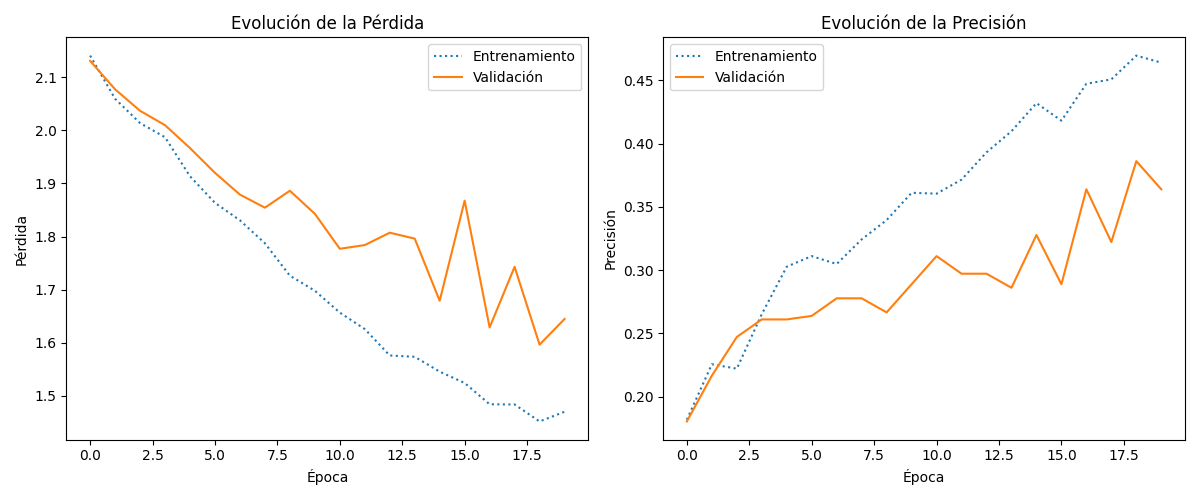 Evolución de la Pérdida
Entrenamiento
Validación
2.1
2.0
1.9
1.8
1.7
1.6
1.5
Pérdida
0.0 2.5 5.0 7.5 10.0 12.5 15.0 17.5
Época
Evolución de la Precisión
Entrenamiento
Validación
0.45
0.40
0.35
0.30
0.25
0.20
Precisión
0.0 2.5 5.0 7.5 10.0 12.5 15.0 17.5
Época